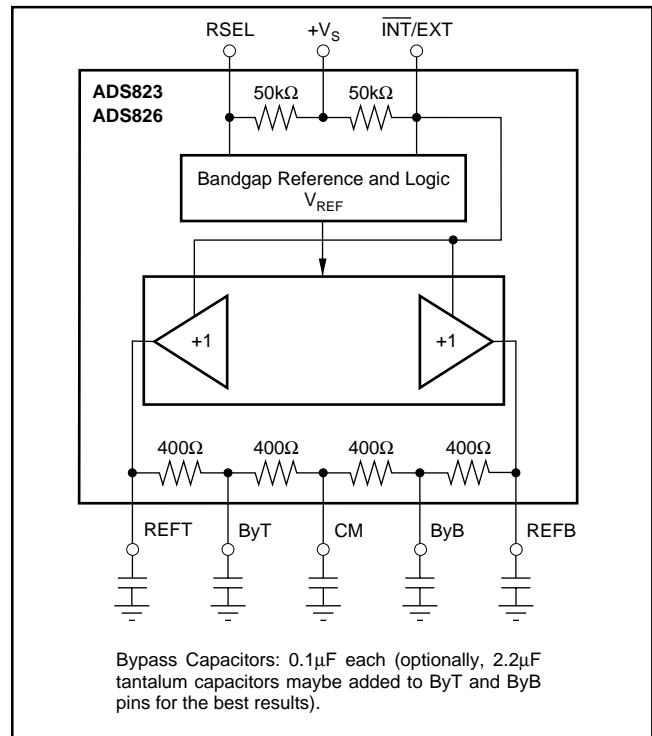 RSEL +VS INT/EXT
ADS823
ADS826
50kΩ 50kΩ
Bandgap Reference and Logic
VREF
+1 +1
400Ω 400Ω 400Ω 400Ω
REFT ByT CM ByB REFB
Bypass Capacitors: 0.1μF each (optionally, 2.2μF
tantalum capacitors maybe added to ByT and ByB
pins for the best results).